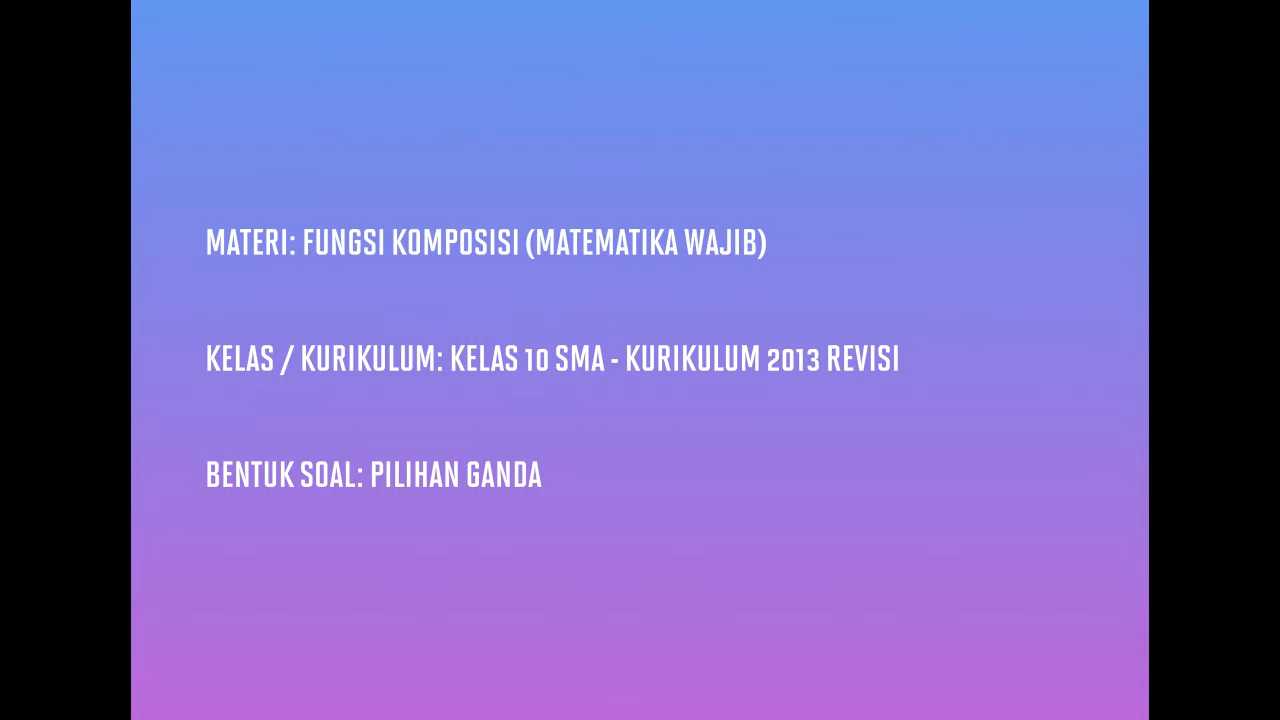 MATERI: FUNGSI KOMPOSISI (MATEMATIKA WAJIB)
KELAS / KURIKULUM: KELAS 10 SMA - KURIKULUM 2013 REVISI
BENTUK SOAL: PILIHAN GANDA